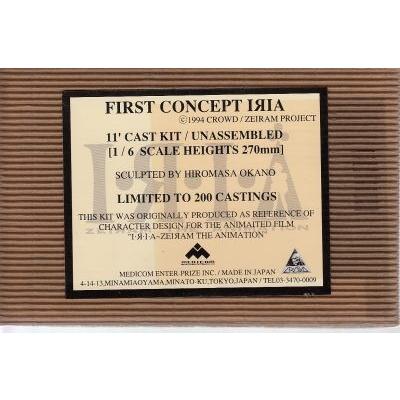 FIRST CONCEPT IЯIA
©1994 CROWD / ZEIRAM PROJECT
11' CAST KIT / UNASSEMBLED
[1 / 6 SCALE HEIGHTS 270mm]
SCULPTED BY HIROMASA OKANO
LIMITED TO 200 CASTINGS
THIS KIT WAS ORIGINALLY PRODUCED AS REFERENCE OF
CHARACTER DESIGN FOR THE ANIMAITED FILM
"I·Я·I·A~ZEIRAM THE ANIMATION"
MEDICOM
CROWD
MEDICOM ENTER-PRIZE INC. / MADE IN JAPAN
4-14-13,MINAMIAOYAMA,MINATO-KU,TOKYO,JAPAN / TEL03-3470-0009